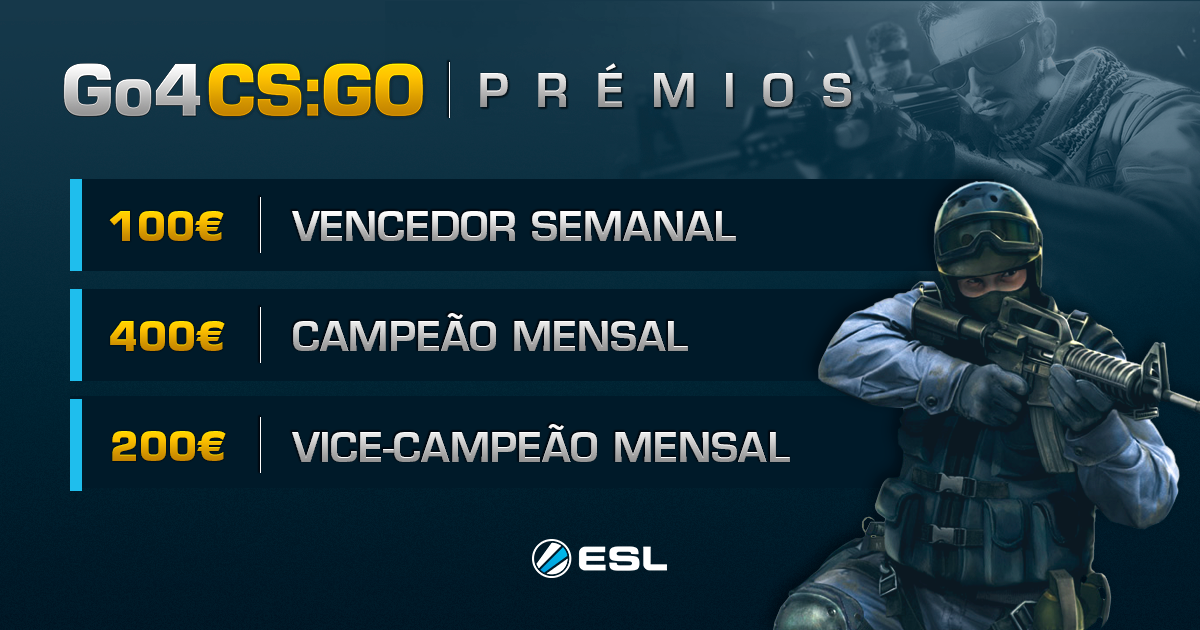 Go4CS:GO | PRÉMIOS
100€ | VENCEDOR SEMANAL
400€ | CAMPEÃO MENSAL
200€ | VICE-CAMPEÃO MENSAL
ESL